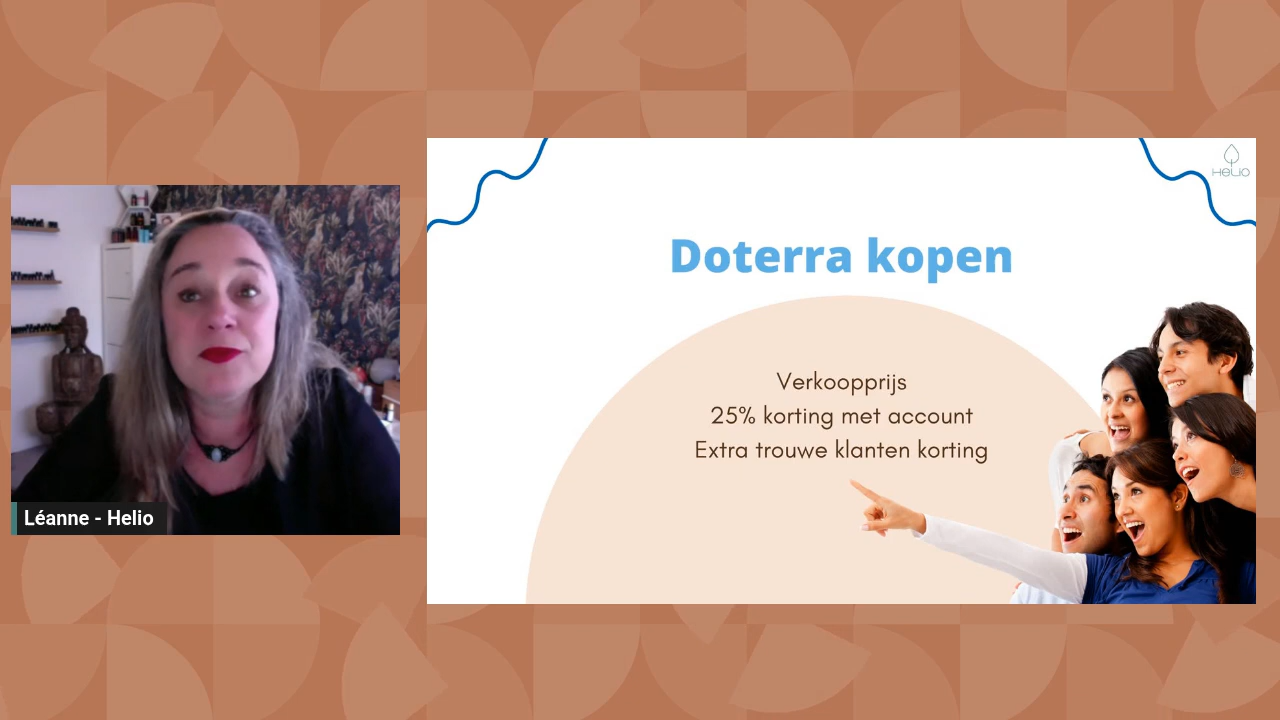 HELIO
Doterra kopen
Verkoopprijs
25% korting met account
Extra trouwe klanten korting
Léanne - Helio